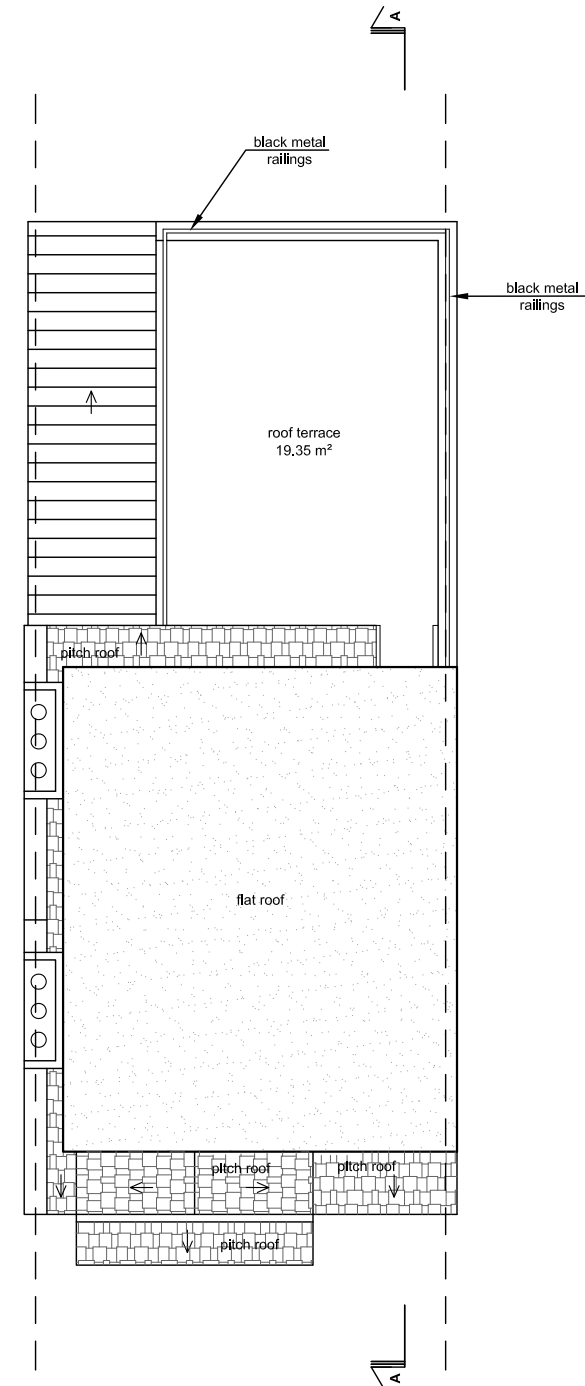 A
black metal
railings
black metal
railings
roof terrace
19.35 m²
pitch roof
flat roof
pitch roof
pitch roof
pitch roof
A